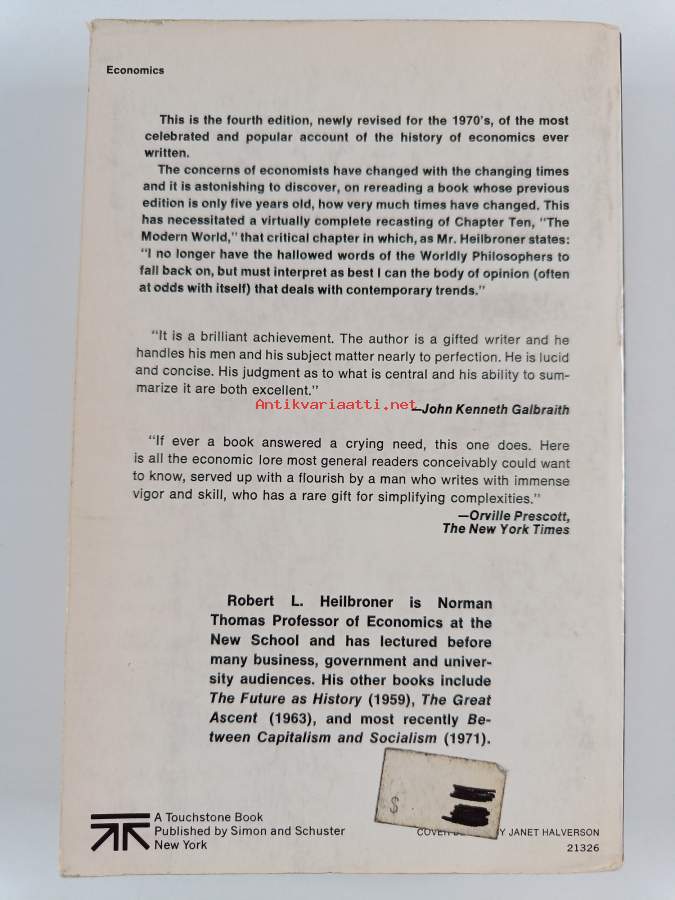 Economics
This is the fourth edition, newly revised for the 1970's, of the most
celebrated and popular account of the history of economics ever
written.
The concerns of economists have changed with the changing times
and it is astonishing to discover, on rereading a book whose previous
edition is only five years old, how very much times have changed. This
has necessitated a virtually complete recasting of Chapter Ten, "The
Modern World," that critical chapter in which, as Mr. Heilbroner states:
"I no longer have the hallowed words of the Worldly Philosophers to
fall back on, but must interpret as best I can the body of opinion (often
at odds with itself) that deals with contemporary trends."
"It is a brilliant achievement. The author is a gifted writer and he
handles his men and his subject matter nearly to perfection. He is lucid
and concise. His judgment as to what is central and his ability to sum-
marize it are both excellent."
Antikvariaatti.net
—John Kenneth Galbraith
"If ever a book answered a crying need, this one does. Here
is all the economic lore most general readers conceivably could want
to know, served up with a flourish by a man who writes with immense
vigor and skill, who has a rare gift for simplifying complexities."
—Orville Prescott,
The New York Times
Robert L. Heilbroner is Norman
Thomas Professor of Economics at the
New School and has lectured before
many business, government and univer-
sity audiences. His other books include
The Future as History (1959), The Great
Ascent (1963), and most recently Be-
tween Capitalism and Socialism (1971).
$
A Touchstone Book
Published by Simon and Schuster
New York
COVER JANET HALVERSON
21326